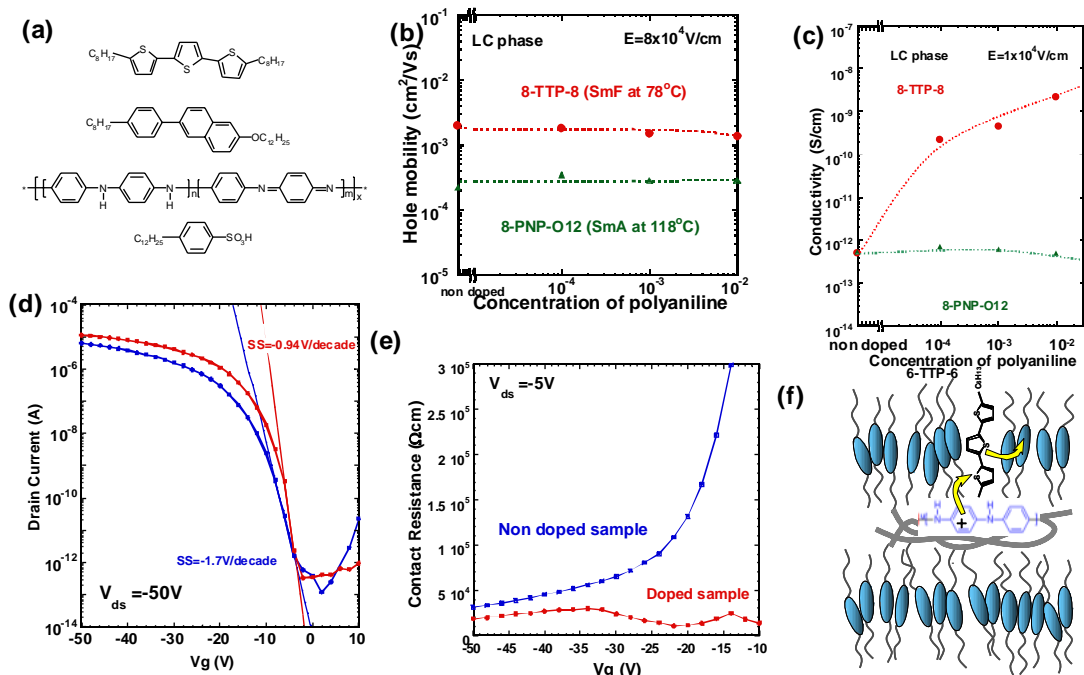 (a)
C8H17
S
S
S
C8H17
C8H17
OC12H25
* N H N H n N N m x *
C12H25 SO3H
(b)
Hole mobility (cm2/Vs)
10-1
10-2
10-3
10-4
10-5
LC phase E=8x10^4V/cm
8-TTP-8 (SmF at 78°C)
8-PNP-O12 (SmA at 118°C)
non doped 10-4 10-3 10-2
Concentration of polyaniline
(c)
Conductivity (S/cm)
10-8
10-9
10-10
10-11
10-12
10-13
10-14
LC phase E=1x10^4V/cm
8-TTP-8
8-PNP-O12
non doped 10-4 10-3 10-2
Concentration of polyaniline
(d)
Drain Current (A)
10-4
10-6
10-8
10-10
10-12
10-14
SS=-0.94V/decade
SS=-1.7V/decade
Vds =-50V
-50 -40 -30 -20 -10 0 10
Vg (V)
(e)
Contact Resistance (Ωcm)
3 10^5
2.5 10^5
2 10^5
1.5 10^5
1 10^5
5 10^4
0
Vds =-5V
Non doped sample
Doped sample
-50 -45 -40 -35 -30 -25 -20 -15 -10
Vg (V)
(f)
6-TTP-6
C6H13
S
S
S
H
N
+
N
H